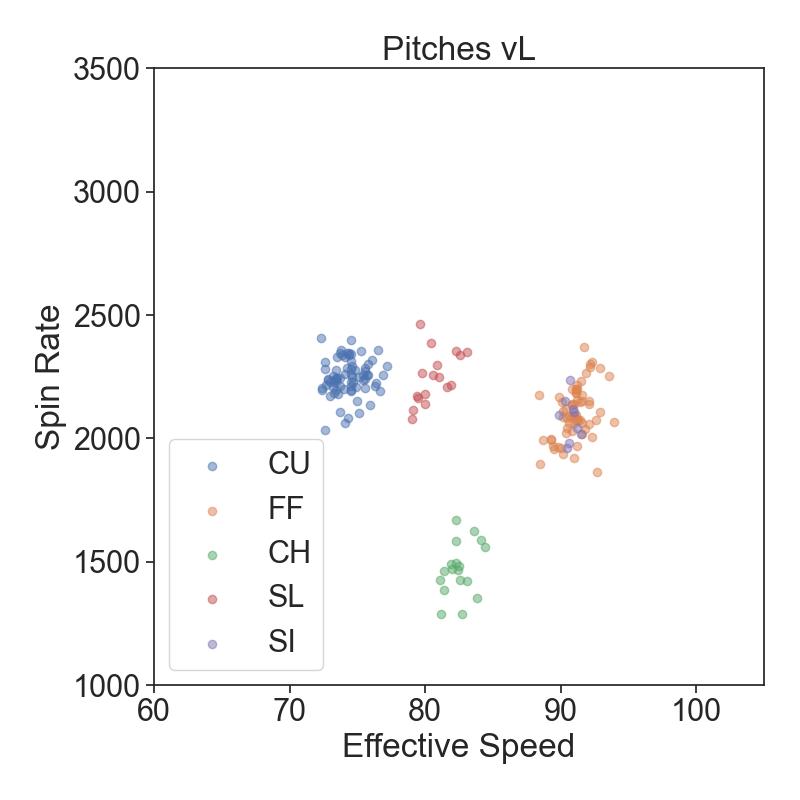 Pitches vL
3500
3000
2500
2000
1500
1000
Spin Rate
CU
FF
CH
SL
SI
60 70 80 90 100
Effective Speed